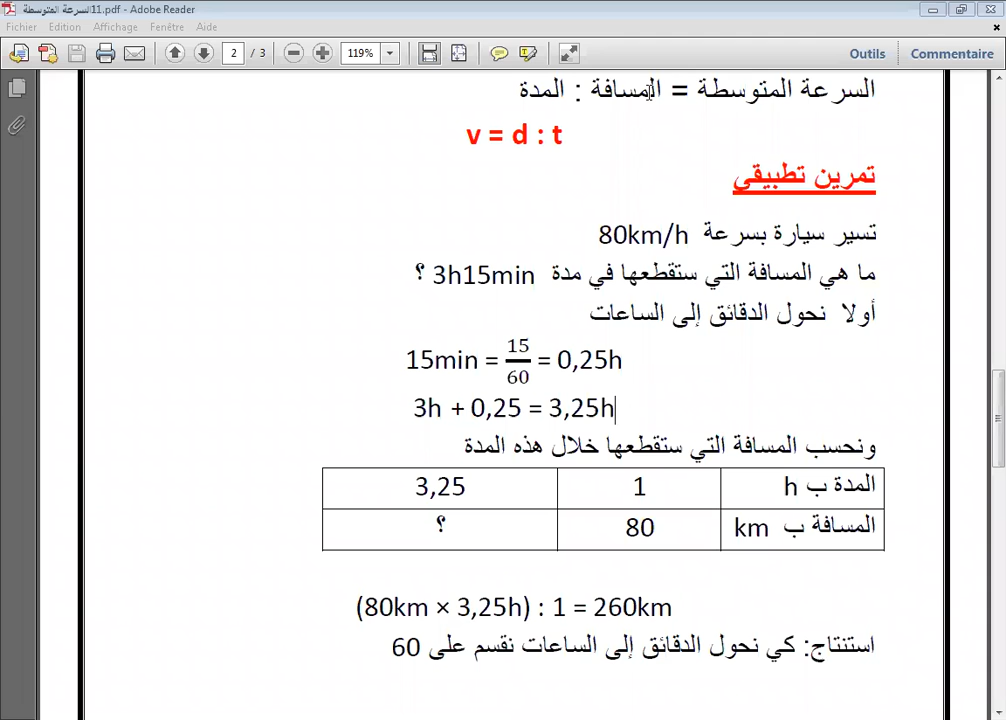 السرعة المتوسطة11.pdf - Adobe Reader
Fichier Edition Affichage Fenêtre Aide
2 / 3 119% Outils Commentaire
السرعة المتوسطة = المسافة : المدة
v = d : t
تمرين تطبيقي
تسير سيارة بسرعة 80km/h
ما هي المسافة التي ستقطعها في مدة 3h15min ؟
أولا نحول الدقائق إلى الساعات
15min = 15/60 = 0,25h
3h + 0,25 = 3,25h
ونحسب المسافة التي ستقطعها خلال هذه المدة
المدة ب h 1 3,25
المسافة ب km 80 ؟
(80km × 3,25h) : 1 = 260km
استنتاج: كي نحول الدقائق إلى الساعات نقسم على 60